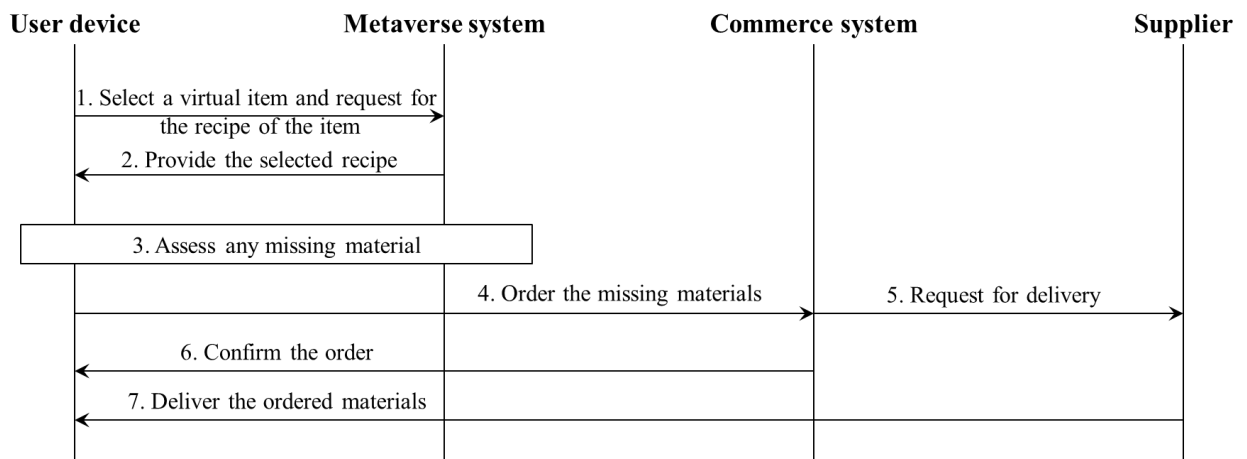 User device
Metaverse system
Commerce system
Supplier
1. Select a virtual item and request for
the recipe of the item
2. Provide the selected recipe
3. Assess any missing material
4. Order the missing materials
5. Request for delivery
6. Confirm the order
7. Deliver the ordered materials